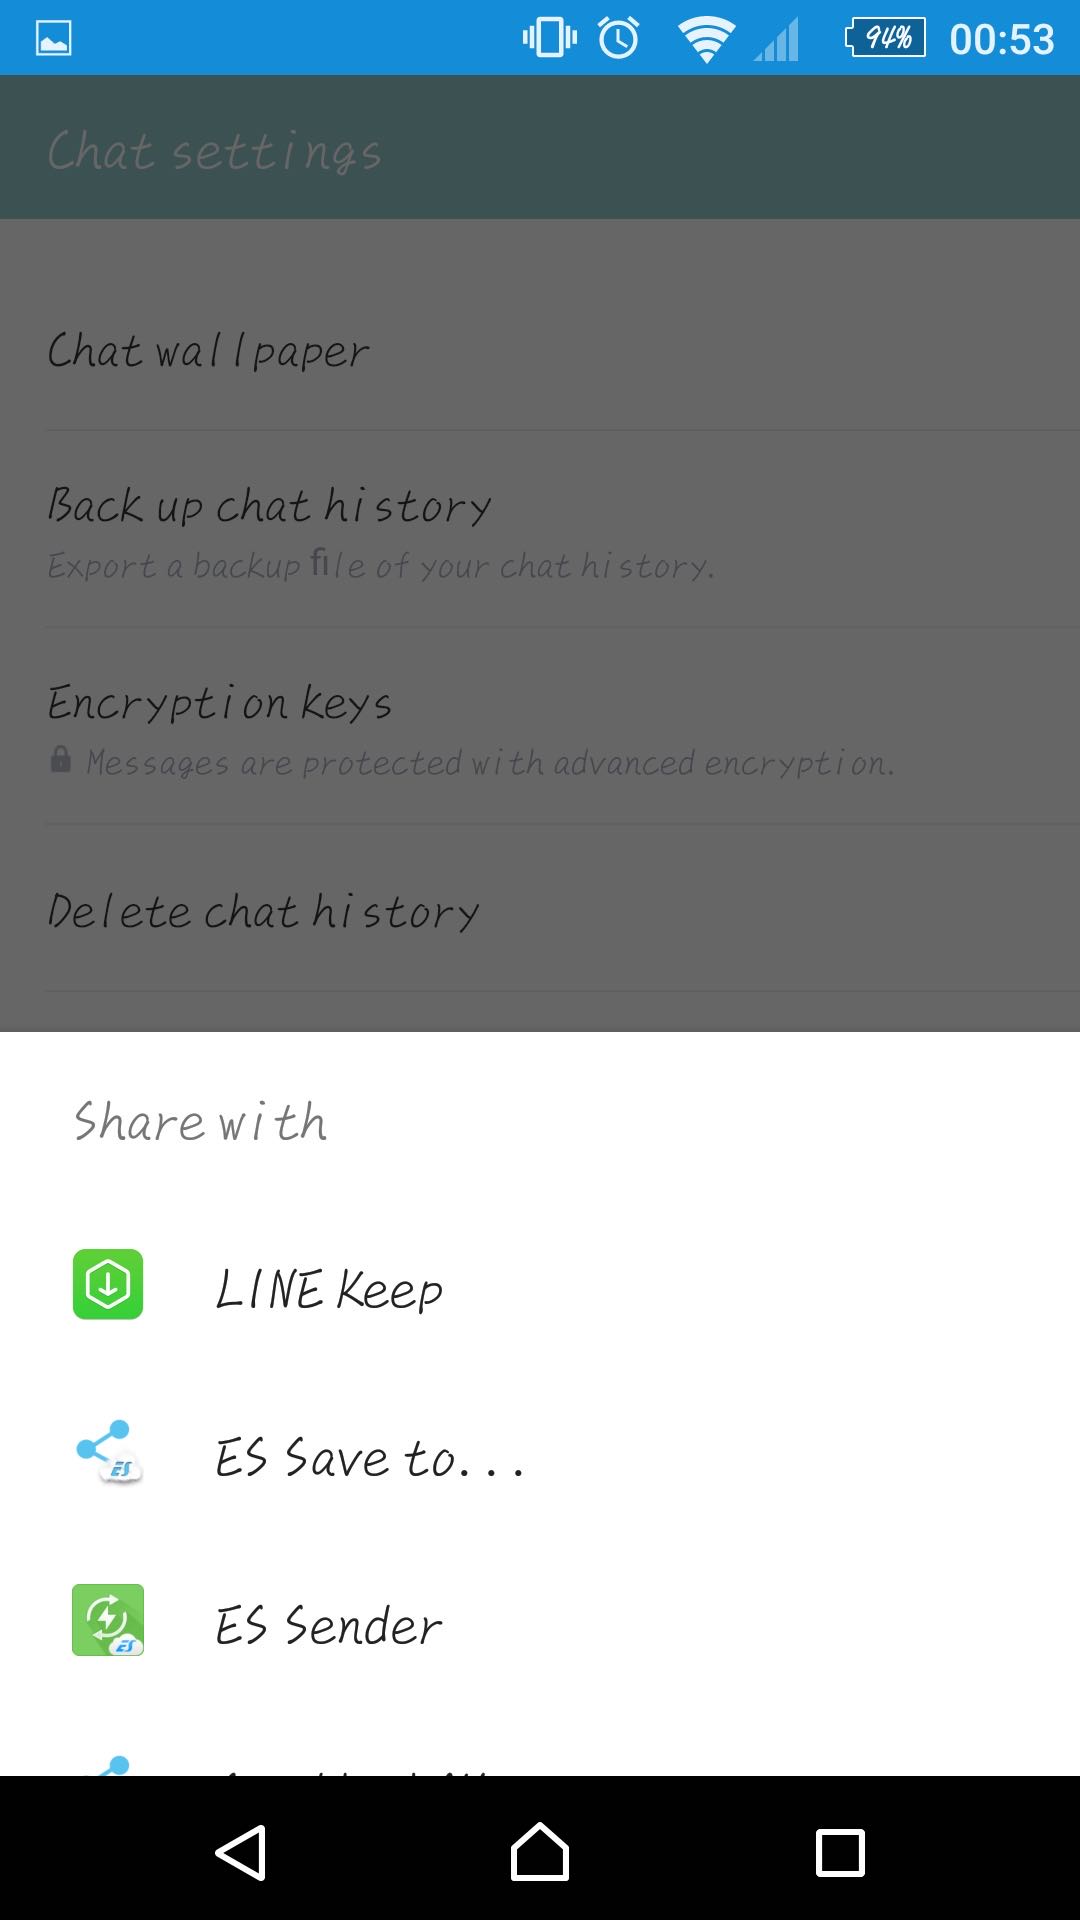 94% 00:53
Chat settings
Chat wallpaper
Back up chat history
Export a backup file of your chat history.
Encryption keys
Messages are protected with advanced encryption.
Delete chat history
Share with
LINE Keep
ES Save to...
ES
ES Sender
ES